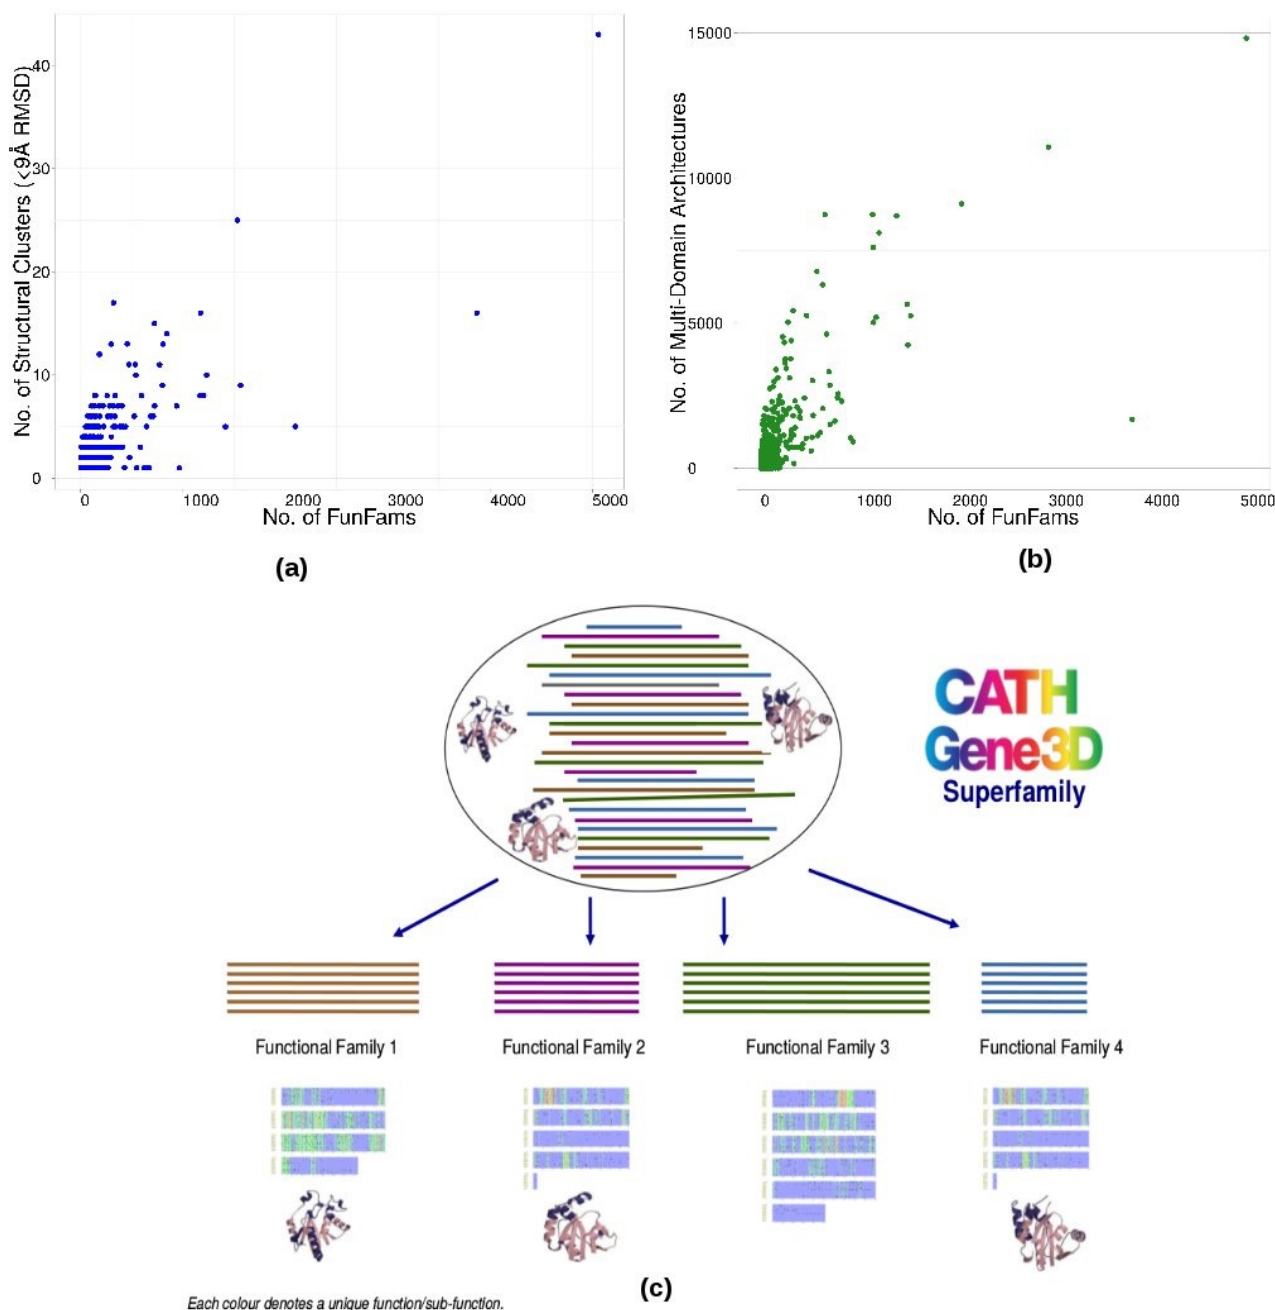 No. of Structural Clusters (<9Å RMSD)
40
30
20
10
0
0 1000 2000 3000 4000 5000
No. of FunFams
(a)
No. of Multi-Domain Architectures
15000
10000
5000
0
0 1000 2000 3000 4000 5000
No. of FunFams
(b)
CATH
Gene3D
Superfamily
Functional Family 1 Functional Family 2 Functional Family 3 Functional Family 4
(c)
Each colour denotes a unique function/sub-function.